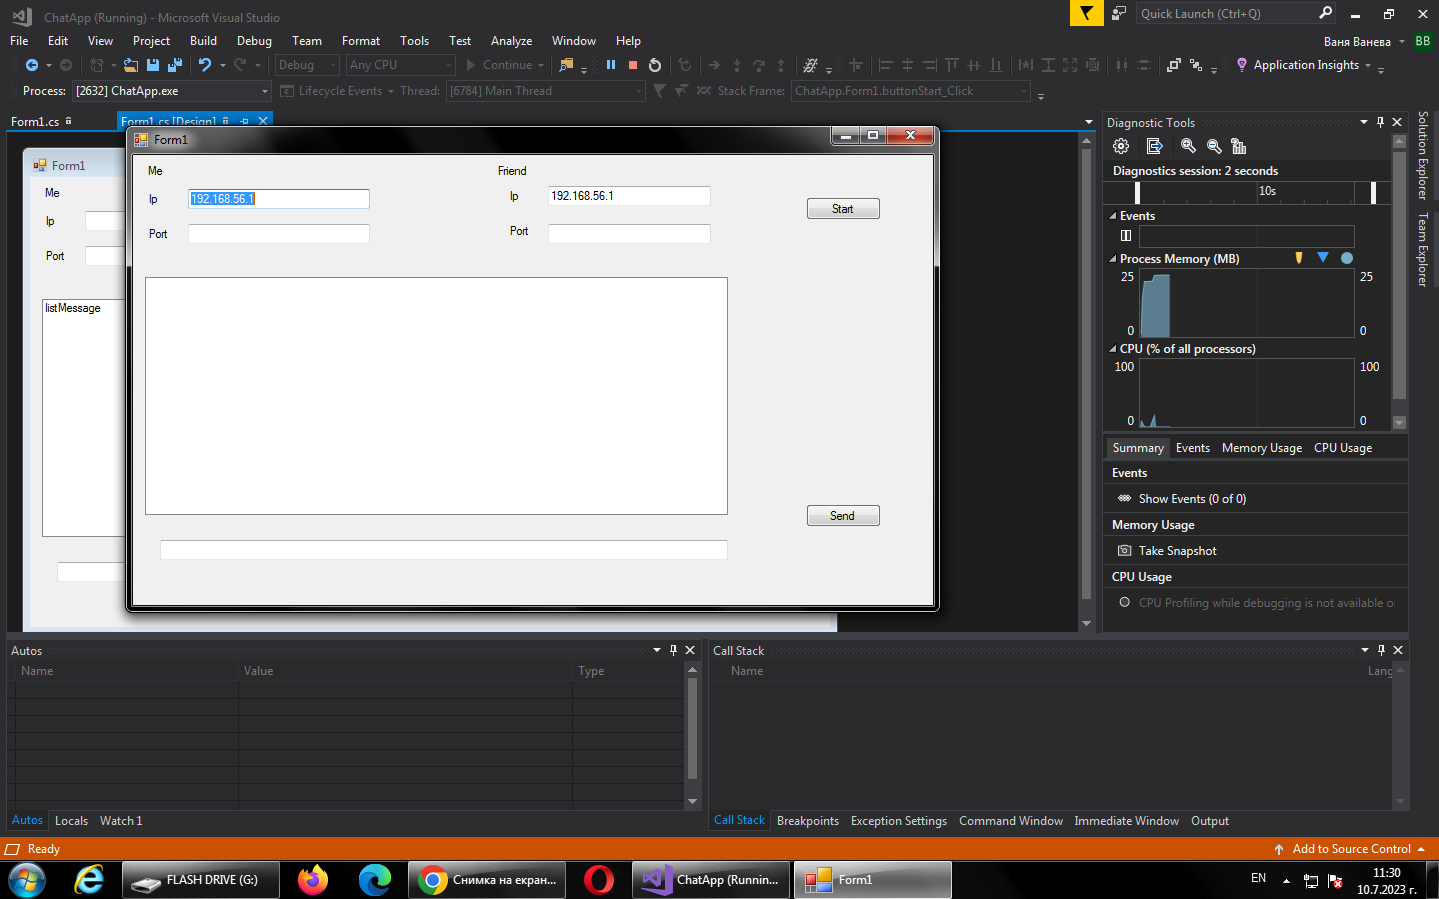 ChatApp (Running) - Microsoft Visual Studio
Quick Launch (Ctrl+Q)
File Edit View Project Build Debug Team Format Tools Test Analyze Window Help
Ваня Ванева
BB
Debug
Any CPU
Continue
Application Insights
Process: [2632] ChatApp.exe
Lifecycle Events
Thread: [6784] Main Thread
Stack Frame: ChatApp.Form1.buttonStart_Click
Form1.cs
Form1.cs [Design]
Form1
Me
Ip
Port
listMessage
Form1
Me
Friend
Ip 192.168.56.1
Ip 192.168.56.1
Start
Port
Port
Send
Diagnostic Tools
Diagnostics session: 2 seconds
10s
Events
Process Memory (MB)
25
25
0
0
CPU (% of all processors)
100
100
0
0
Summary Events Memory Usage CPU Usage
Events
Show Events (0 of 0)
Memory Usage
Take Snapshot
CPU Usage
CPU Profiling while debugging is not available o
Solution Explorer
Team Explorer
Autos
Name Value Type
Autos Locals Watch 1
Call Stack
Name
Lang
Call Stack Breakpoints Exception Settings Command Window Immediate Window Output
Ready
Add to Source Control
FLASH DRIVE (G:)
Снимка на екран...
ChatApp (Runnin...
Form1
EN
11:30
10.7.2023 г.